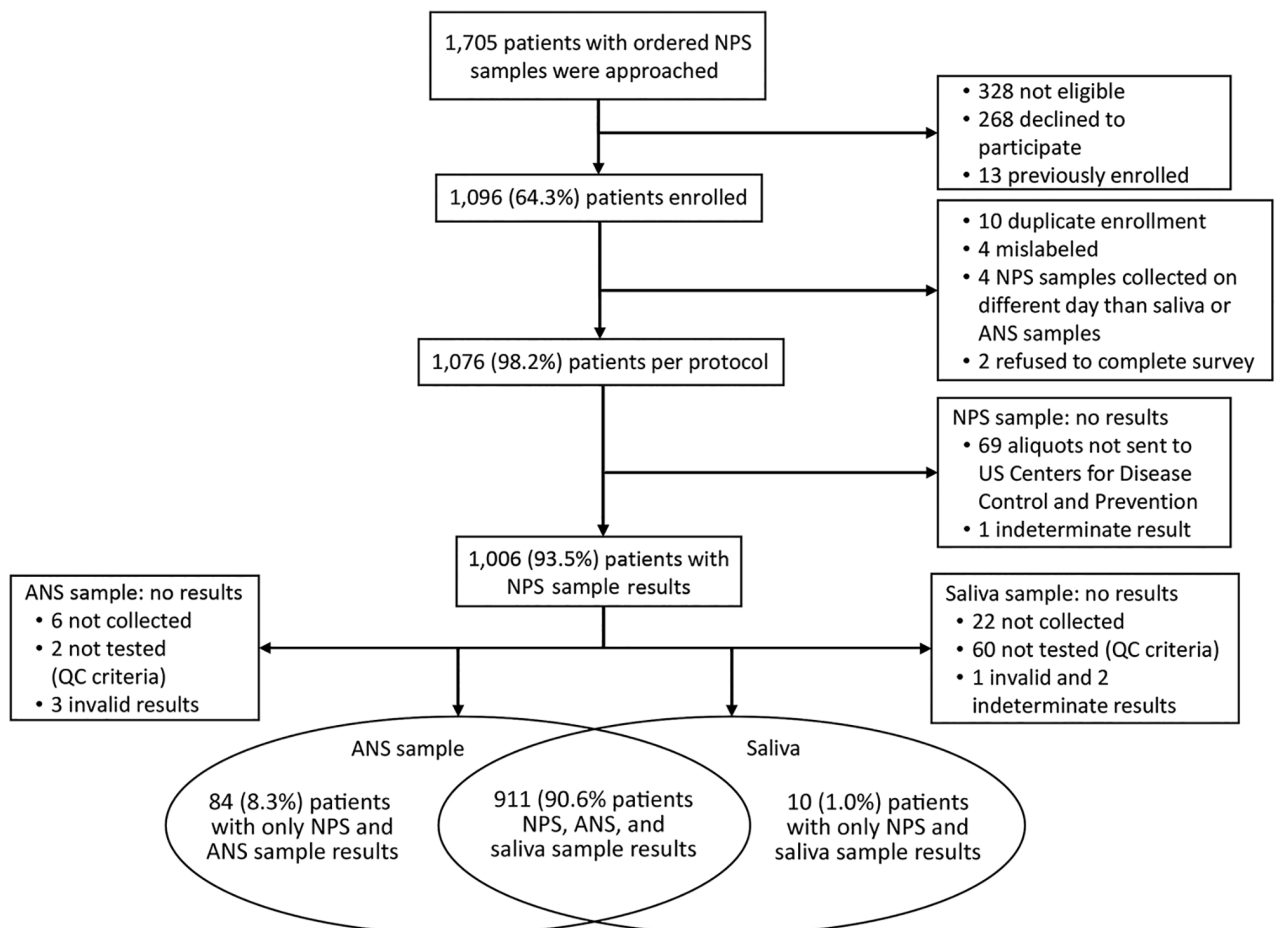 1,705 patients with ordered NPS
samples were approached
• 328 not eligible
• 268 declined to
participate
• 13 previously enrolled
1,096 (64.3%) patients enrolled
• 10 duplicate enrollment
• 4 mislabeled
• 4 NPS samples collected on
different day than saliva or
ANS samples
• 2 refused to complete survey
1,076 (98.2%) patients per protocol
NPS sample: no results
• 69 aliquots not sent to
US Centers for Disease
Control and Prevention
• 1 indeterminate result
1,006 (93.5%) patients with
NPS sample results
ANS sample: no results
• 6 not collected
• 2 not tested
(QC criteria)
• 3 invalid results
Saliva sample: no results
• 22 not collected
• 60 not tested (QC criteria)
• 1 invalid and 2
indeterminate results
ANS sample
84 (8.3%) patients
with only NPS and
ANS sample results
911 (90.6% patients
NPS, ANS, and
saliva sample results
Saliva
10 (1.0%) patients
with only NPS and
saliva sample results